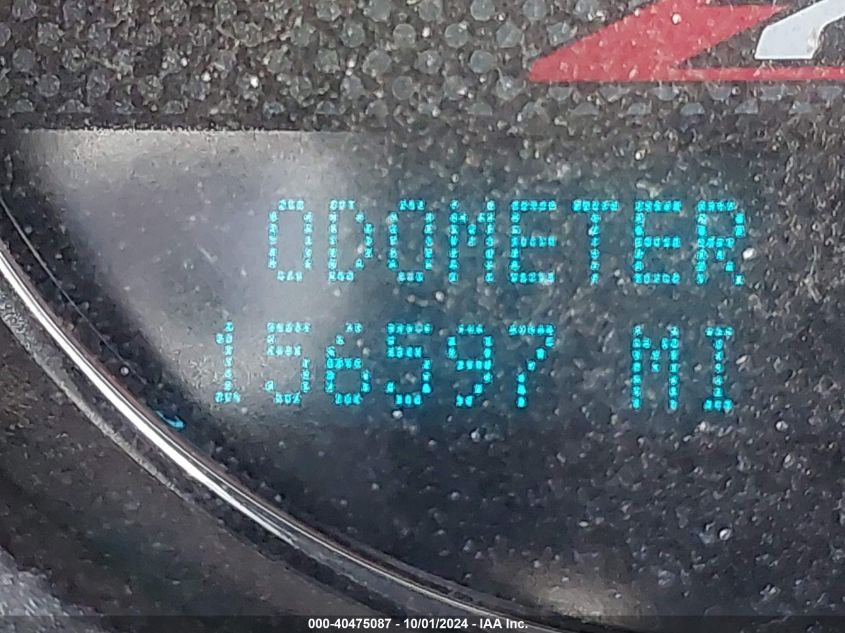 ODOMETER
156597 MI
000-40475087 - 10/01/2024 - IAA Inc.